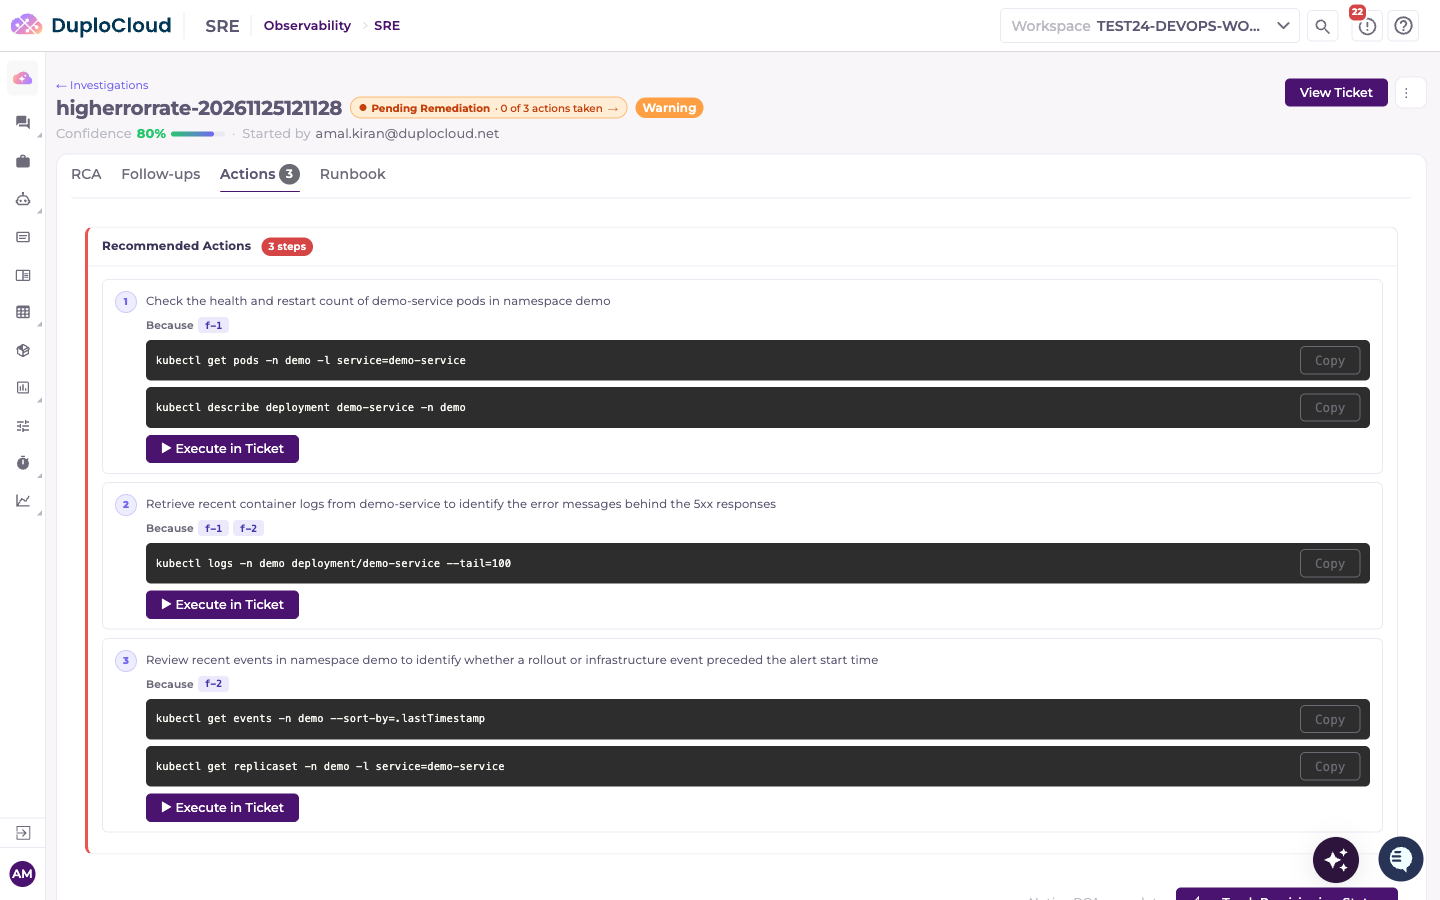 DuploCloud
SRE
Observability > SRE
Workspace TEST24-DEVOPS-WO...
22
← Investigations
higherrorrate-20261125121128
Pending Remediation · 0 of 3 actions taken →
Warning
View Ticket
Confidence 80% · Started by amal.kiran@duplocloud.net
RCA Follow-ups Actions 3 Runbook
Recommended Actions 3 steps
1 Check the health and restart count of demo-service pods in namespace demo
Because f-1
kubectl get pods -n demo -l service=demo-service Copy
kubectl describe deployment demo-service -n demo Copy
Execute in Ticket
2 Retrieve recent container logs from demo-service to identify the error messages behind the 5xx responses
Because f-1 f-2
kubectl logs -n demo deployment/demo-service --tail=100 Copy
Execute in Ticket
3 Review recent events in namespace demo to identify whether a rollout or infrastructure event preceded the alert start time
Because f-2
kubectl get events -n demo --sort-by=.lastTimestamp Copy
kubectl get replicaset -n demo -l service=demo-service Copy
Execute in Ticket
AM